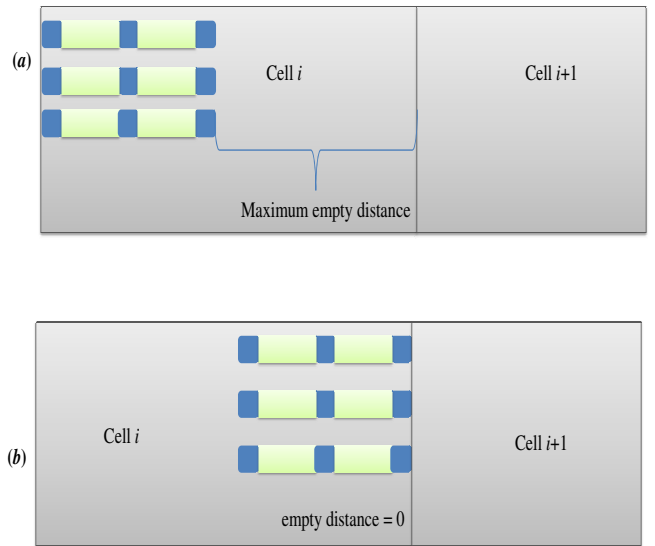 (a)
Cell i
Cell i+1
Maximum empty distance
Cell i
(b)
Cell i+1
empty distance = 0